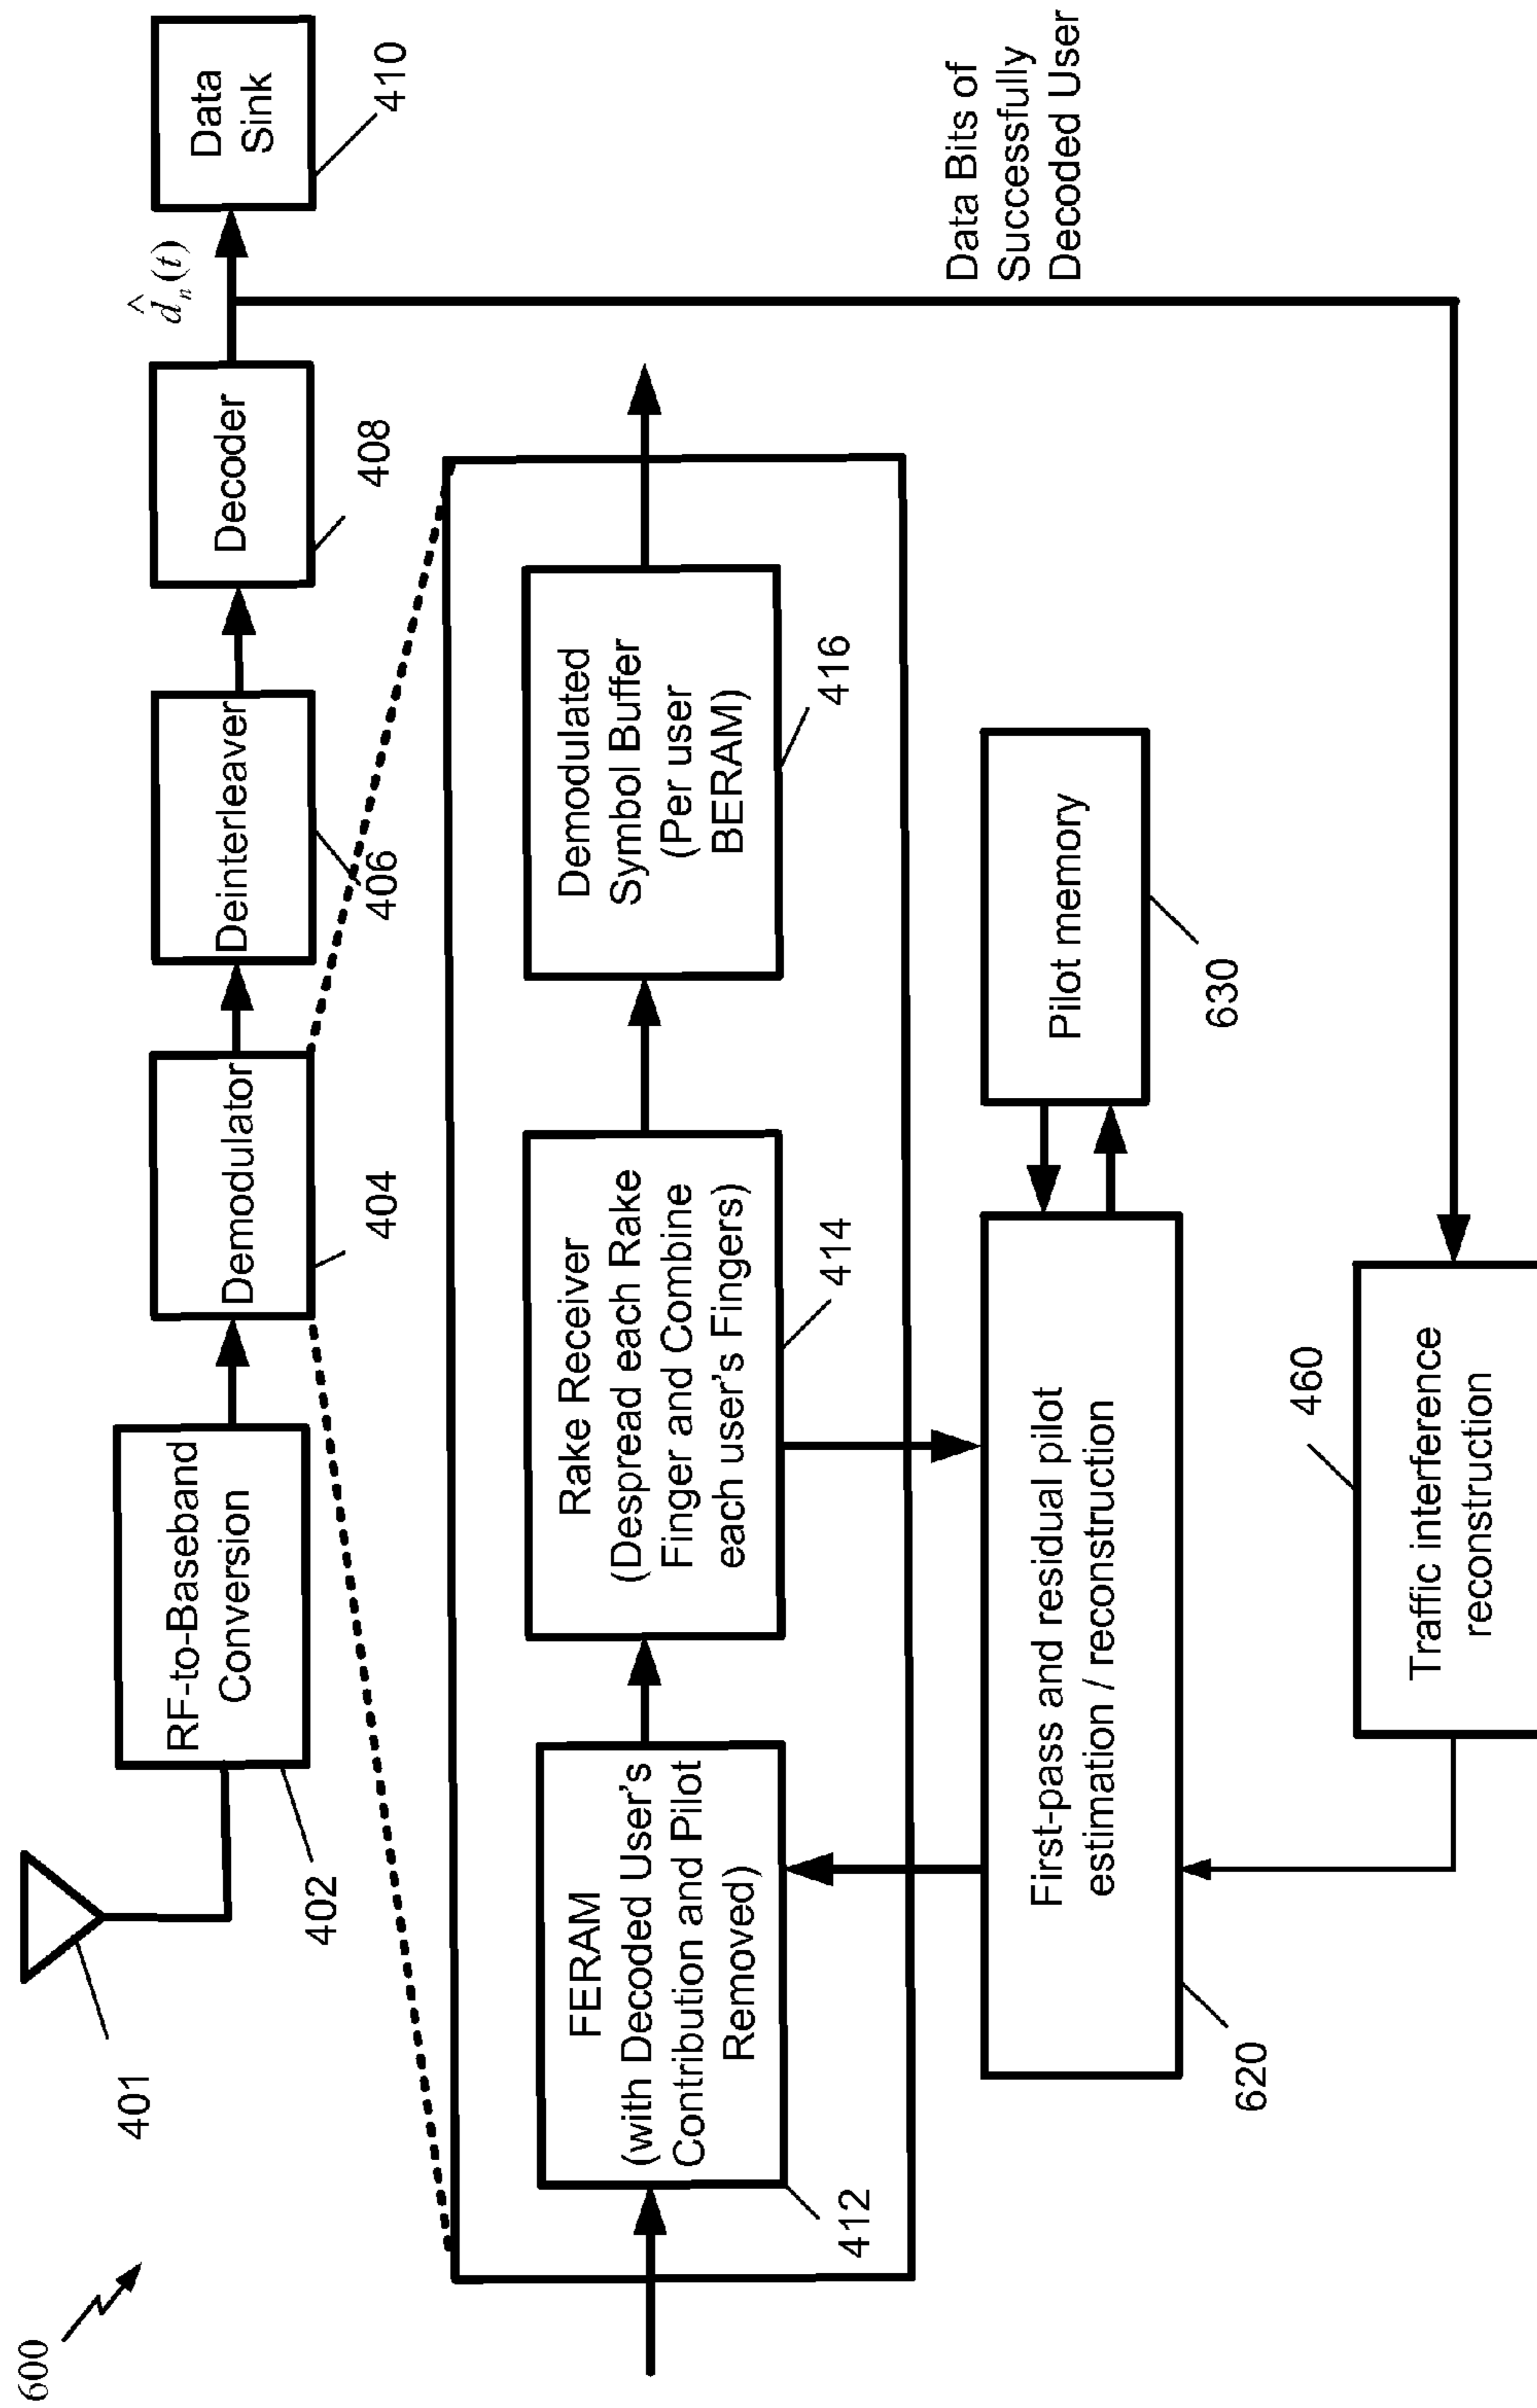 600
401
RF-to-Baseband
Conversion
402
Demodulator
404
Deinterleaver
406
Decoder
408
d̂ₙ(t)
Data
Sink
410
FERAM
(with Decoded User's
Contribution and Pilot
Removed)
412
Rake Receiver
(Despread each Rake
Finger and Combine
each user's Fingers)
414
Demodulated
Symbol Buffer
(Per user
BERAM)
416
Data Bits of
Successfully
Decoded User
First-pass and residual pilot
estimation / reconstruction
620
Pilot memory
630
Traffic interference
reconstruction
460